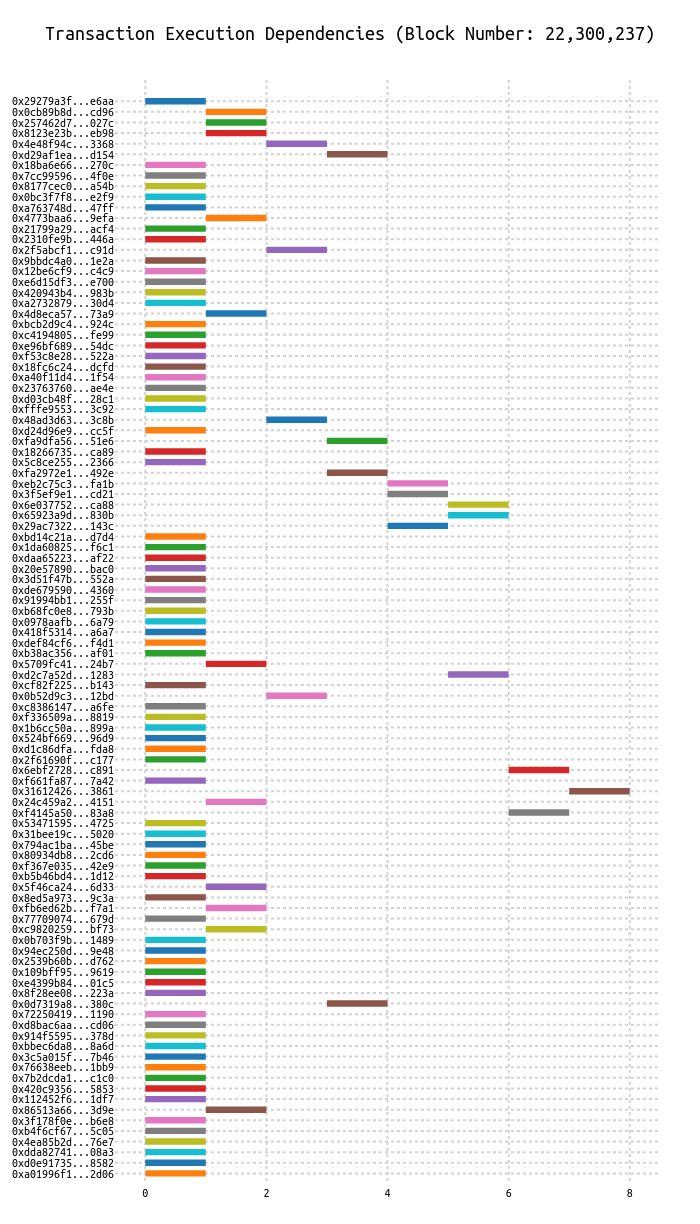 Transaction Execution Dependencies (Block Number: 22,300,237)
0x29279a3f...e6aa
0x0cb89b8d...cd96
0x257462d7...027c
0x8123e23b...eb98
0x4e48f94c...3368
0xd29af1ea...d154
0x18ba6e66...270c
0x7cc99596...4f0e
0x8177cec0...a54b
0x0bc3f7f8...e2f9
0xa763748d...47ff
0x4773baa6...9efa
0x21799a29...acf4
0x2310fe9b...446a
0x2f5abcf1...c91d
0x9bbdc4a0...1e2a
0x12be6cf9...c4c9
0xe6d15df3...e700
0x420943b4...983b
0xa2732879...30d4
0x4d8eca57...73a9
0xbcb2d9c4...924c
0xc4194805...fe99
0xe96bf689...54dc
0xf53c8e28...522a
0x18fc6c24...dcfd
0xa40f11d4...1f54
0x23763760...ae4e
0xd03cb48f...28c1
0xfffe9553...3c92
0x48ad3d63...3c8b
0xd24d96e9...cc5f
0xfa9dfa56...51e6
0x18266735...ca89
0x5c8ce255...2366
0xfa2972e1...492e
0xeb2c75c3...fa1b
0x3f5ef9e1...cd21
0x6e037752...ca88
0x65923a9d...830b
0x29ac7322...143c
0xbd14c21a...d7d4
0x1da60825...f6c1
0xdaa65223...af22
0x20e57890...bac0
0x3d51f47b...552a
0xde679590...4360
0x91994bb1...255f
0xb68fc0e8...793b
0x0978aafb...6a79
0x418f5314...a6a7
0xdef84cf6...f4d1
0xb38ac356...af01
0x5709fc41...24b7
0xd2c7a52d...1283
0xcf82f225...b143
0x0b52d9c3...12bd
0xc8386147...a6fe
0xf336509a...8819
0x1b6cc50a...899a
0x524bf669...96d9
0xd1c86dfa...fda8
0x2f61690f...c177
0x6ebf2728...c891
0xf661fa87...7a42
0x31612426...3861
0x24c459a2...4151
0xf4145a50...83a8
0x53471595...4725
0x31bee19c...5020
0x794ac1ba...45be
0x80934db8...2cd6
0xf367e035...42e9
0xb5b46bd4...1d12
0x5f46ca24...6d33
0x8ed5a973...9c3a
0xfb6ed62b...f7a1
0x77709074...679d
0xc9820259...bf73
0x0b703f9b...1489
0x94ec250d...9e48
0x2539b60b...d762
0x109bff95...9619
0xe4399b84...01c5
0x8f28ee08...223a
0x0d7319a8...380c
0x72250419...1190
0xd8bac6aa...cd06
0x914f5595...378d
0xbbec6da8...8a6d
0x3c5a015f...7b46
0x76638eeb...1bb9
0x7b2dcda1...c1c0
0x420c9356...5853
0x112452f6...1df7
0x86513a66...3d9e
0x3f178f0e...b6e8
0xb4f6cf67...5c05
0x4ea85b2d...76e7
0xdda82741...08a3
0xd0e91735...8582
0xa01996f1...2d06
0 2 4 6 8